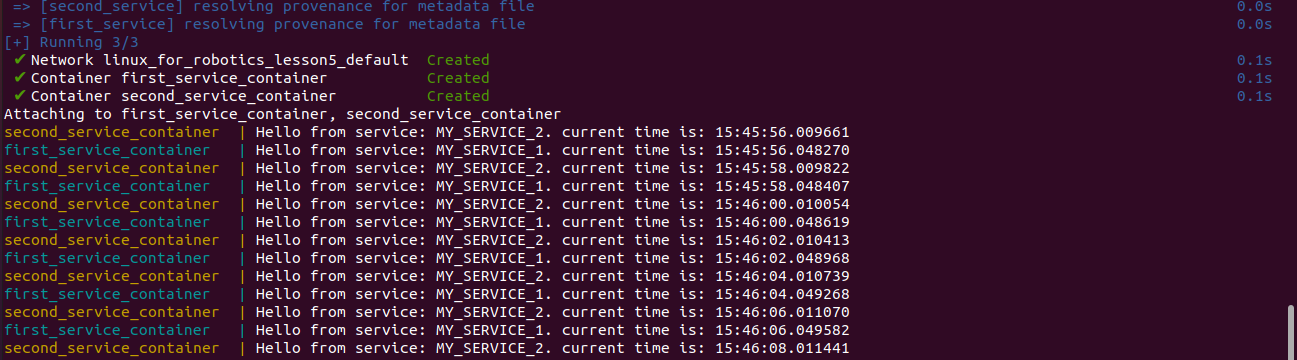 => [second_service] resolving provenance for metadata file 0.0s
=> [first_service] resolving provenance for metadata file 0.0s
[+] Running 3/3
✔ Network linux_for_robotics_lesson5_default Created 0.1s
✔ Container first_service_container Created 0.1s
✔ Container second_service_container Created 0.1s
Attaching to first_service_container, second_service_container
second_service_container | Hello from service: MY_SERVICE_2. current time is: 15:45:56.009661
first_service_container | Hello from service: MY_SERVICE_1. current time is: 15:45:56.048270
second_service_container | Hello from service: MY_SERVICE_2. current time is: 15:45:58.009822
first_service_container | Hello from service: MY_SERVICE_1. current time is: 15:45:58.048407
second_service_container | Hello from service: MY_SERVICE_2. current time is: 15:46:00.010054
first_service_container | Hello from service: MY_SERVICE_1. current time is: 15:46:00.048619
second_service_container | Hello from service: MY_SERVICE_2. current time is: 15:46:02.010413
first_service_container | Hello from service: MY_SERVICE_1. current time is: 15:46:02.048968
second_service_container | Hello from service: MY_SERVICE_2. current time is: 15:46:04.010739
first_service_container | Hello from service: MY_SERVICE_1. current time is: 15:46:04.049268
second_service_container | Hello from service: MY_SERVICE_2. current time is: 15:46:06.011070
first_service_container | Hello from service: MY_SERVICE_1. current time is: 15:46:06.049582
second_service_container | Hello from service: MY_SERVICE_2. current time is: 15:46:08.011441